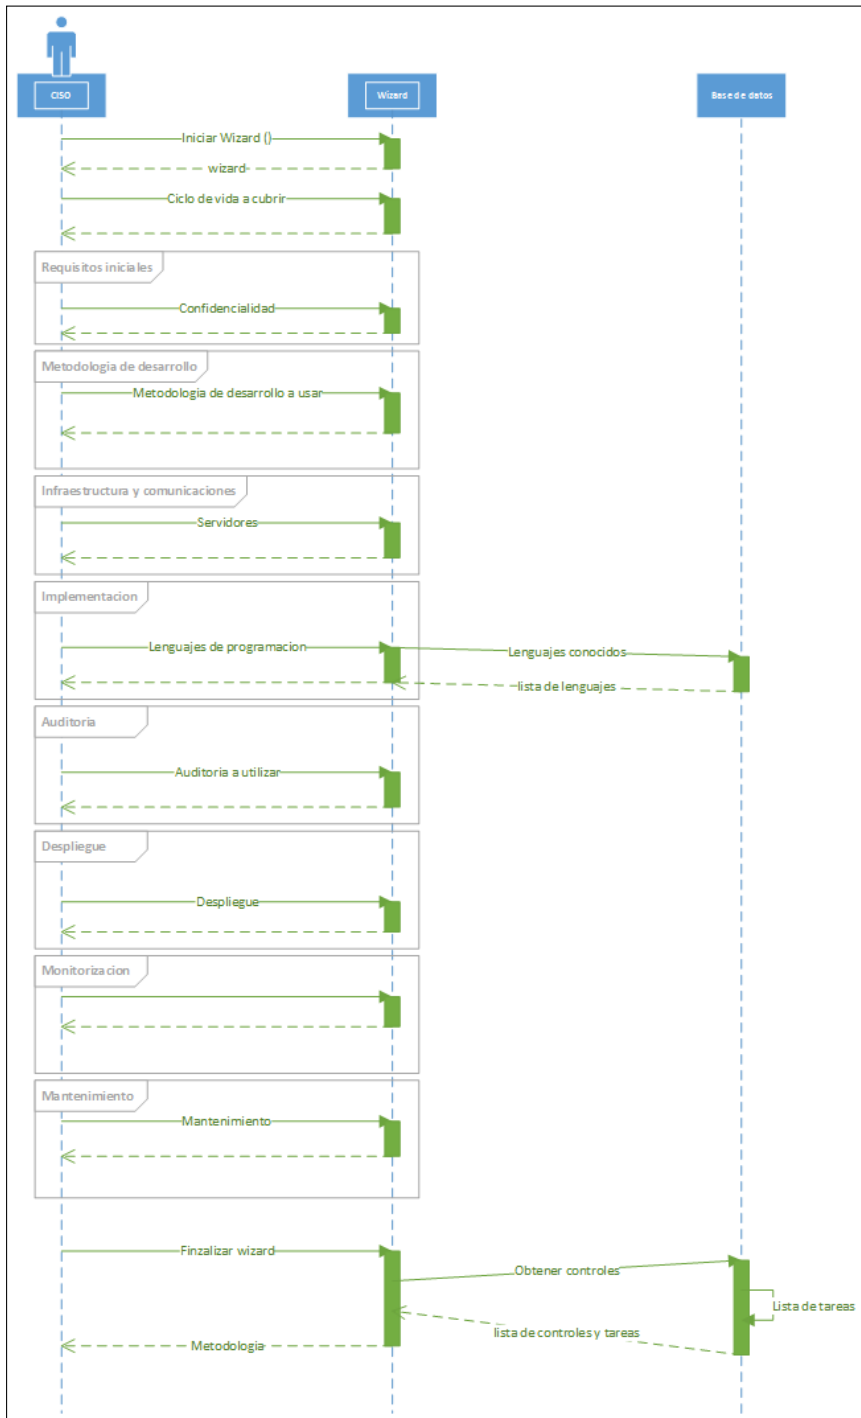 CISO
Wizard
Base de datos
Iniciar Wizard ()
wizard
Ciclo de vida a cubrir
Requisitos iniciales
Confidencialidad
Metodologia de desarrollo
Metodologia de desarrollo a usar
Infraestructura y comunicaciones
Servidores
Implementacion
Lenguajes de programacion
Lenguajes conocidos
lista de lenguajes
Auditoria
Auditoria a utilizar
Despliegue
Despliegue
Monitorizacion
Mantenimiento
Mantenimiento
Finzalizar wizard
Obtener controles
Lista de tareas
lista de controles y tareas
Metodologia